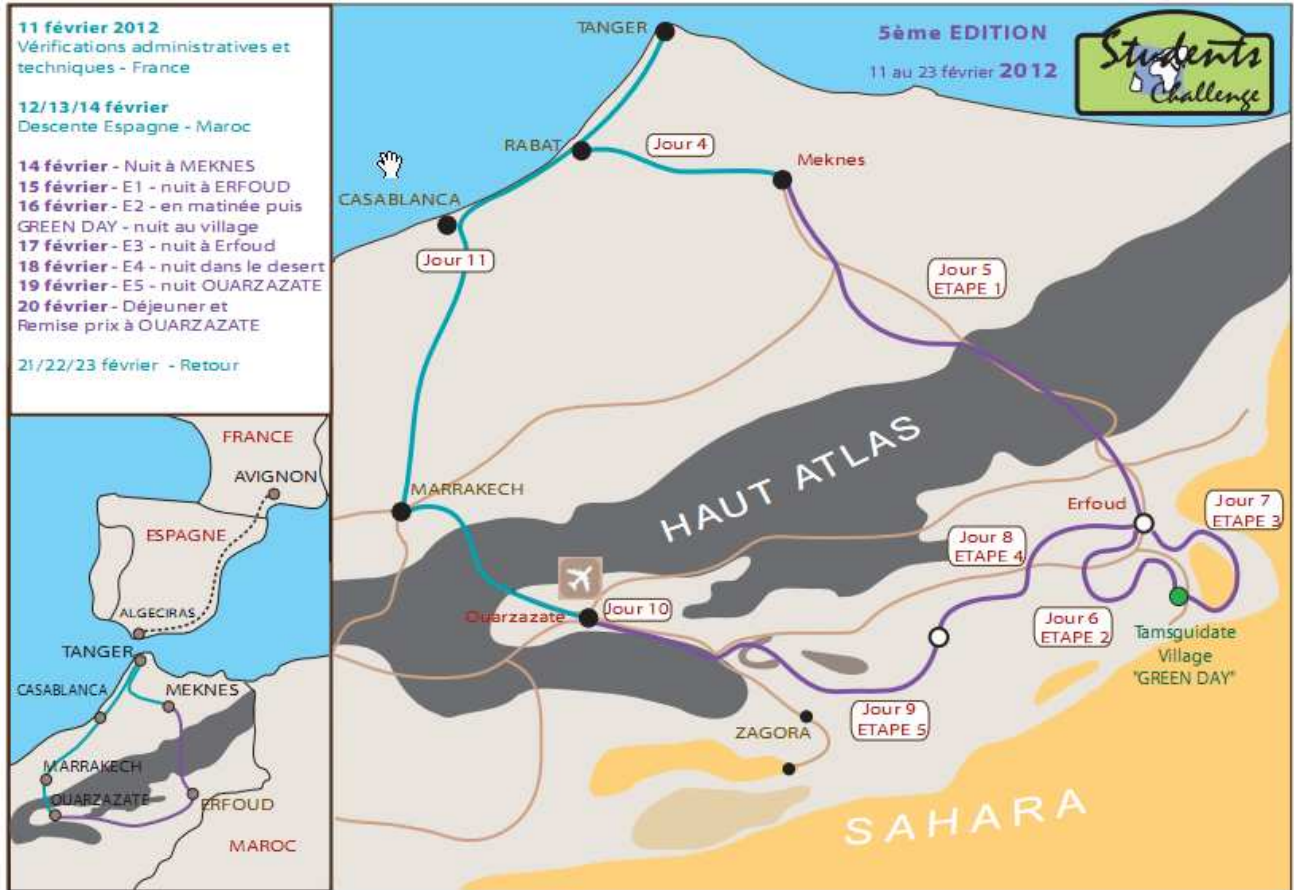 11 février 2012
Vérifications administratives et
techniques - France
12/13/14 février
Descente Espagne - Maroc
14 février - Nuit à MEKNES
15 février - E1 - nuit à ERFOUD
16 février - E2 - en matinée puis
GREEN DAY - nuit au village
17 février - E3 - nuit à Erfoud
18 février - E4 - nuit dans le desert
19 février - E5 - nuit OUARZAZATE
20 février - Déjeuner et
Remise prix à OUARZAZATE
21/22/23 février - Retour
5ème EDITION
11 au 23 février 2012
Students
Challenge
TANGER
RABAT
Jour 4
Meknes
CASABLANCA
Jour 11
Jour 5
ETAPE 1
HAUT ATLAS
MARRAKECH
Erfoud
Jour 7
ETAPE 3
Jour 8
ETAPE 4
Ouarzazate
Jour 10
Jour 6
ETAPE 2
Tamsguidate
Village
"GREEN DAY"
Jour 9
ETAPE 5
ZAGORA
SAHARA
FRANCE
AVIGNON
ESPAGNE
ALGECIRAS
TANGER
CASABLANCA
MEKNES
MARRAKECH
OUARZAZATE
ERFOUD
MAROC